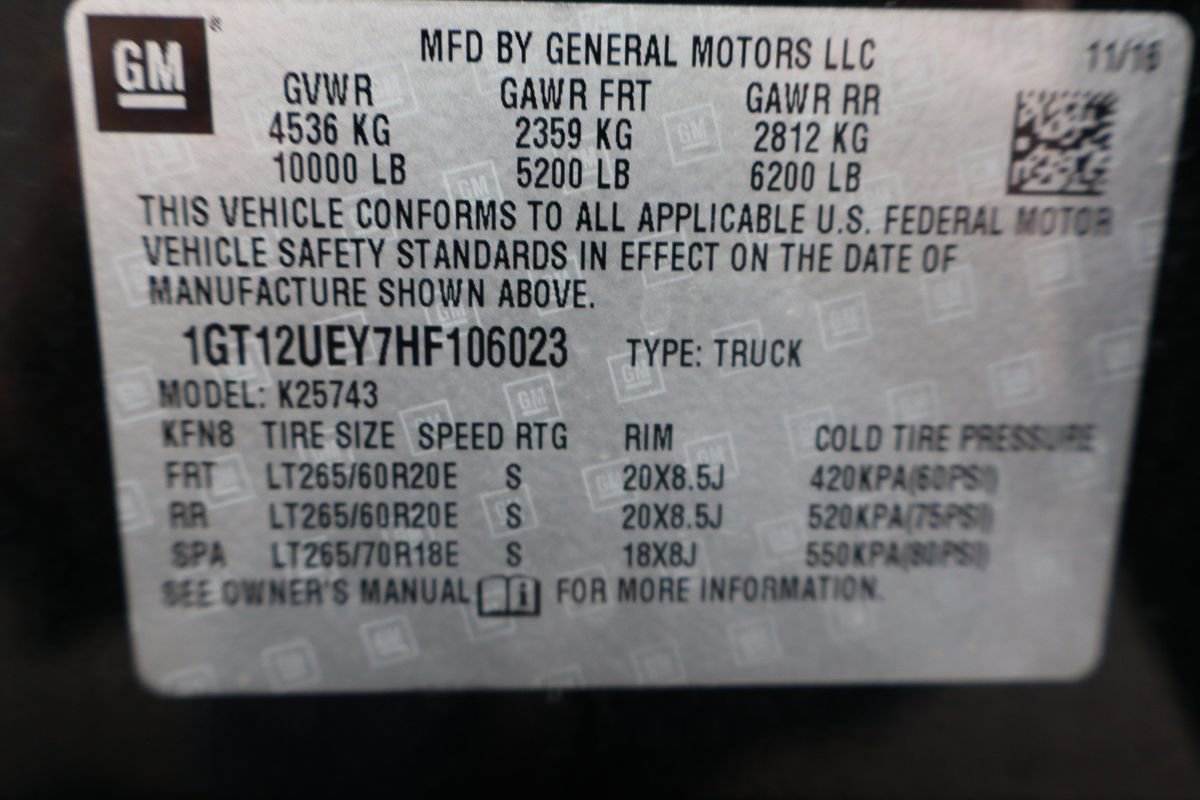 GM ®
MFD BY GENERAL MOTORS LLC
11/16
GVWR GAWR FRT GAWR RR
4536 KG 2359 KG 2812 KG
10000 LB 5200 LB 6200 LB
THIS VEHICLE CONFORMS TO ALL APPLICABLE U.S. FEDERAL MOTOR
VEHICLE SAFETY STANDARDS IN EFFECT ON THE DATE OF
MANUFACTURE SHOWN ABOVE.
1GT12UEY7HF106023 TYPE: TRUCK
MODEL: K25743
KFN8 TIRE SIZE SPEED RTG RIM COLD TIRE PRESSURE
FRT LT265/60R20E S 20X8.5J 420KPA(60PSI)
RR LT265/60R20E S 20X8.5J 520KPA(75PSI)
SPA LT265/70R18E S 18X8J 550KPA(80PSI)
SEE OWNER'S MANUAL i FOR MORE INFORMATION.